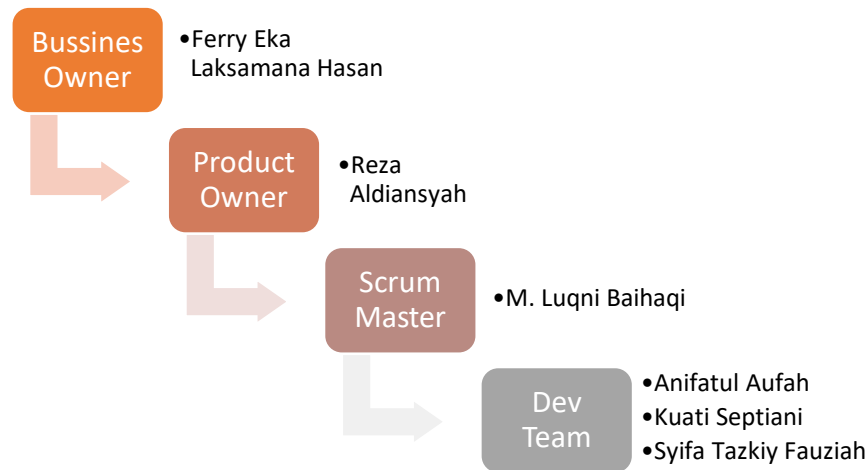 Bussines
Owner
•Ferry Eka
Laksamana Hasan
Product
Owner
•Reza
Aldiansyah
Scrum
Master
•M. Luqni Baihaqi
Dev
Team
•Anifatul Aufah
•Kuati Septiani
•Syifa Tazkiy Fauziah